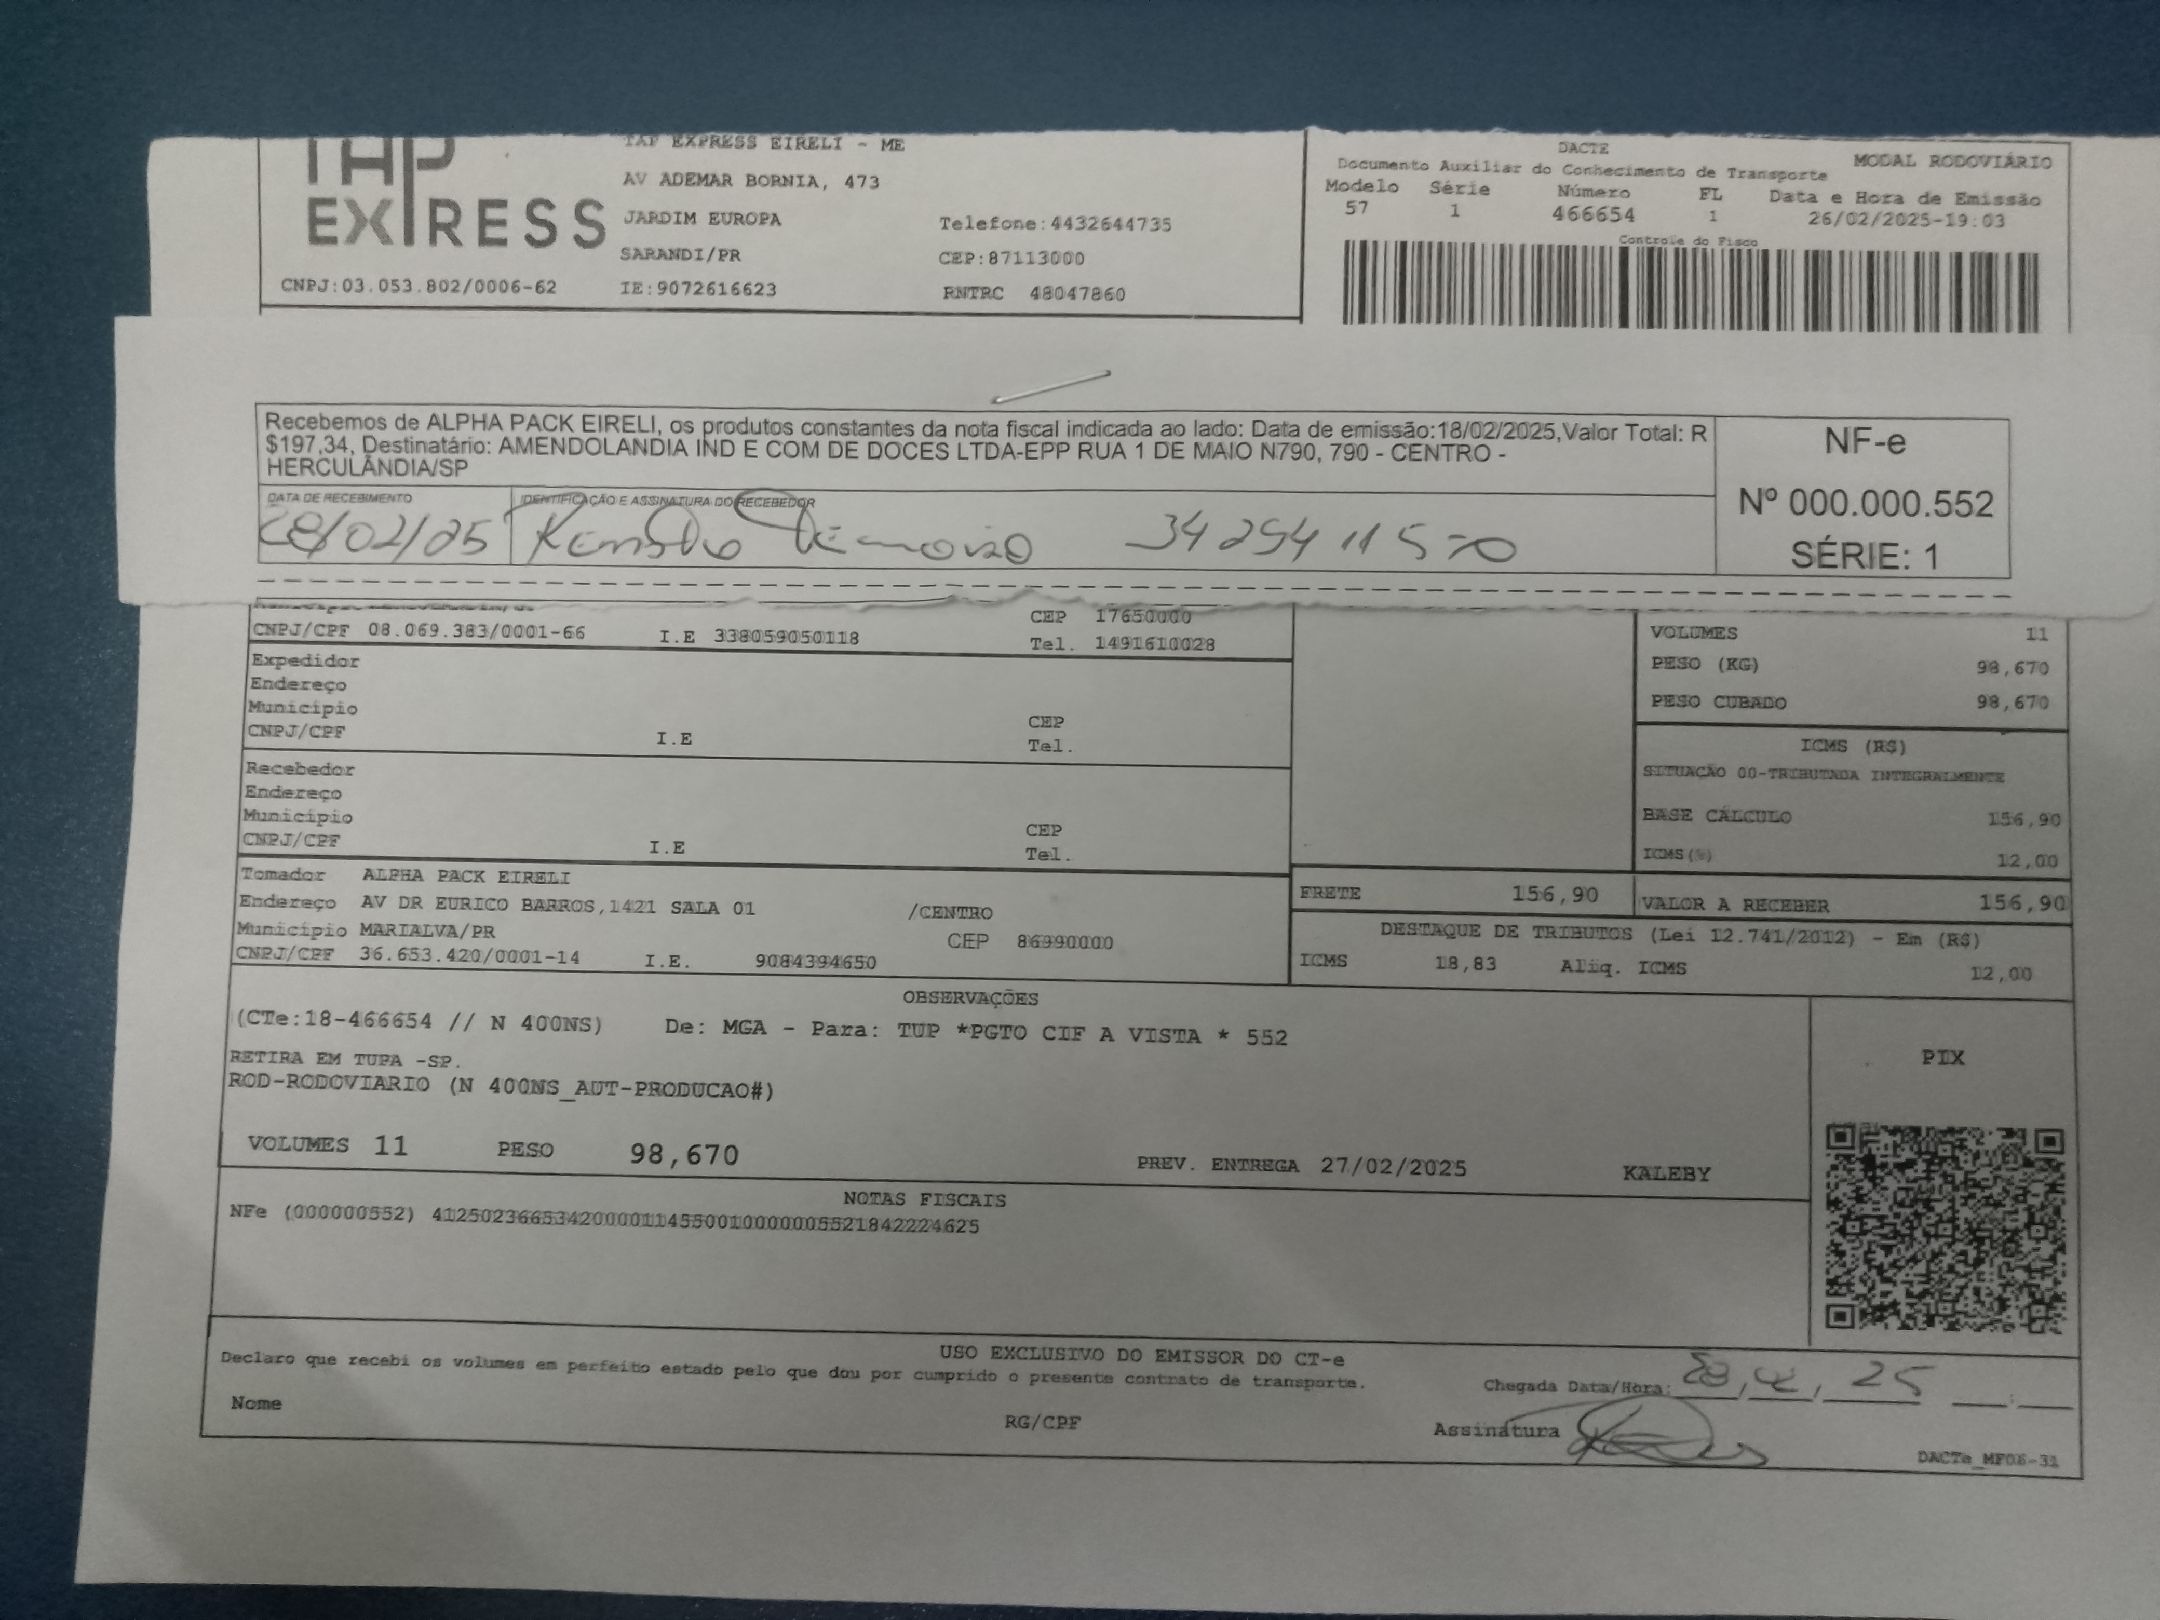 TAP
EXPRESS
CNPJ:03.053.802/0006-62
TAP EXPRESS EIRELI - ME
AV ADEMAR BORNIA, 473
JARDIM EUROPA Telefone:4432644735
SARANDI/PR CEP:87113000
IE:9072616623 RNTRC 48047860
DACTE
Documento Auxiliar do Conhecimento de Transporte MODAL RODOVIÁRIO
Modelo Série Número FL Data e Hora de Emissão
57 1 466654 1 26/02/2025-19:03
Controle do Fisco
Recebemos de ALPHA PACK EIRELI, os produtos constantes da nota fiscal indicada ao lado: Data de emissão:18/02/2025,Valor Total: R
$197,34, Destinatário: AMENDOLANDIA IND E COM DE DOCES LTDA-EPP RUA 1 DE MAIO N790, 790 - CENTRO -
HERCULÂNDIA/SP
DATA DE RECEBIMENTO IDENTIFICAÇÃO E ASSINATURA DO RECEBEDOR
28/02/25
NF-e
Nº 000.000.552
SÉRIE: 1
CEP 17650000
CNPJ/CPF 08.069.383/0001-66 I.E 338059050118 Tel. 1491610028
Expedidor
Endereço
Município CEP
CNPJ/CPF I.E Tel.
Recebedor
Endereço
Município CEP
CNPJ/CPF I.E Tel.
Tomador ALPHA PACK EIRELI
Endereço AV DR EURICO BARROS,1421 SALA 01 /CENTRO
Município MARIALVA/PR CEP 86990000
CNPJ/CPF 36.653.420/0001-14 I.E. 9084394650
VOLUMES 11
PESO (KG) 98,670
PESO CUBADO 98,670
ICMS (R$)
SITUAÇÃO 00-TRIBUTADA INTEGRALMENTE
BASE CÁLCULO 156,90
ICMS(%) 12,00
FRETE 156,90 VALOR A RECEBER 156,90
DESTAQUE DE TRIBUTOS (Lei 12.741/2012) - Em (R$)
ICMS 18,83 Aliq. ICMS 12,00
OBSERVAÇÕES
(CTe:18-466654 // N 400NS) De: MGA - Para: TUP *PGTO CIF A VISTA * 552
RETIRA EM TUPA -SP.
ROD-RODOVIARIO (N 400NS_AUT-PRODUCAO#)
VOLUMES 11 PESO 98,670 PREV. ENTREGA 27/02/2025 KALEBY
PIX
NOTAS FISCAIS
NFe (000000552) 41250236653420000114550010000005521842224625
USO EXCLUSIVO DO EMISSOR DO CT-e
Declaro que recebi os volumes em perfeito estado pelo que dou por cumprido o presente contrato de transporte.
Chegada Data/Hora: 28, 02, 25
Nome RG/CPF Assinatura
DACTe_MF06-31